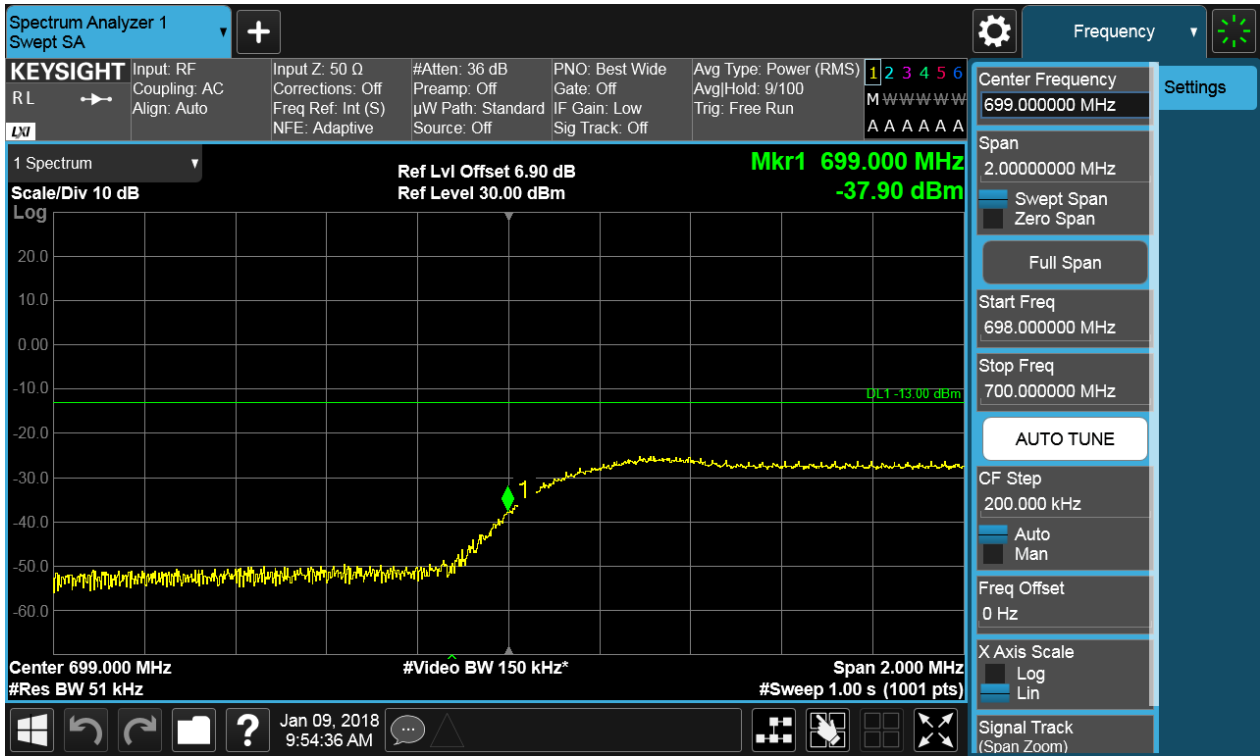 Spectrum Analyzer 1
Swept SA
+
Frequency
KEYSIGHT
R L
LXI
Input: RF
Coupling: AC
Align: Auto
Input Z: 50 Ω
Corrections: Off
Freq Ref: Int (S)
NFE: Adaptive
#Atten: 36 dB
Preamp: Off
µW Path: Standard
Source: Off
PNO: Best Wide
Gate: Off
IF Gain: Low
Sig Track: Off
Avg Type: Power (RMS)
Avg|Hold: 9/100
Trig: Free Run
1 2 3 4 5 6
M W W W W W
A A A A A A
1 Spectrum
Scale/Div 10 dB
Log
Ref Lvl Offset 6.90 dB
Ref Level 30.00 dBm
Mkr1 699.000 MHz
-37.90 dBm
20.0
10.0
0.00
-10.0
-20.0
-30.0
-40.0
-50.0
-60.0
DL1 -13.00 dBm
1
Center 699.000 MHz
#Video BW 150 kHz*
Span 2.000 MHz
#Res BW 51 kHz
#Sweep 1.00 s (1001 pts)
?
Jan 09, 2018
9:54:36 AM
Settings
Center Frequency
699.000000 MHz
Span
2.00000000 MHz
Swept Span
Zero Span
Full Span
Start Freq
698.000000 MHz
Stop Freq
700.000000 MHz
AUTO TUNE
CF Step
200.000 kHz
Auto
Man
Freq Offset
0 Hz
X Axis Scale
Log
Lin
Signal Track
(Span Zoom)